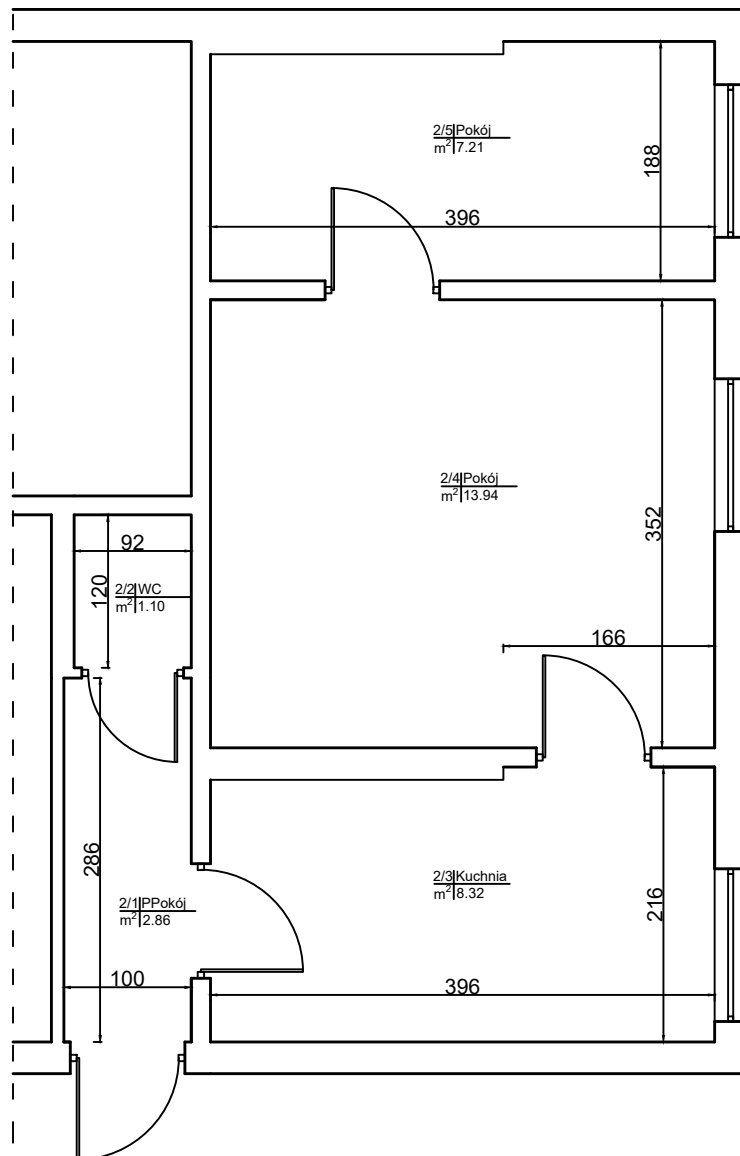 2/5 Pokój
m² 7.21
188
396
2/4 Pokój
m² 13.94
352
92
120
2/2 WC
m² 1.10
166
286
2/3 Kuchnia
m² 8.32
2/1 PPokój
m² 2.86
216
100
396